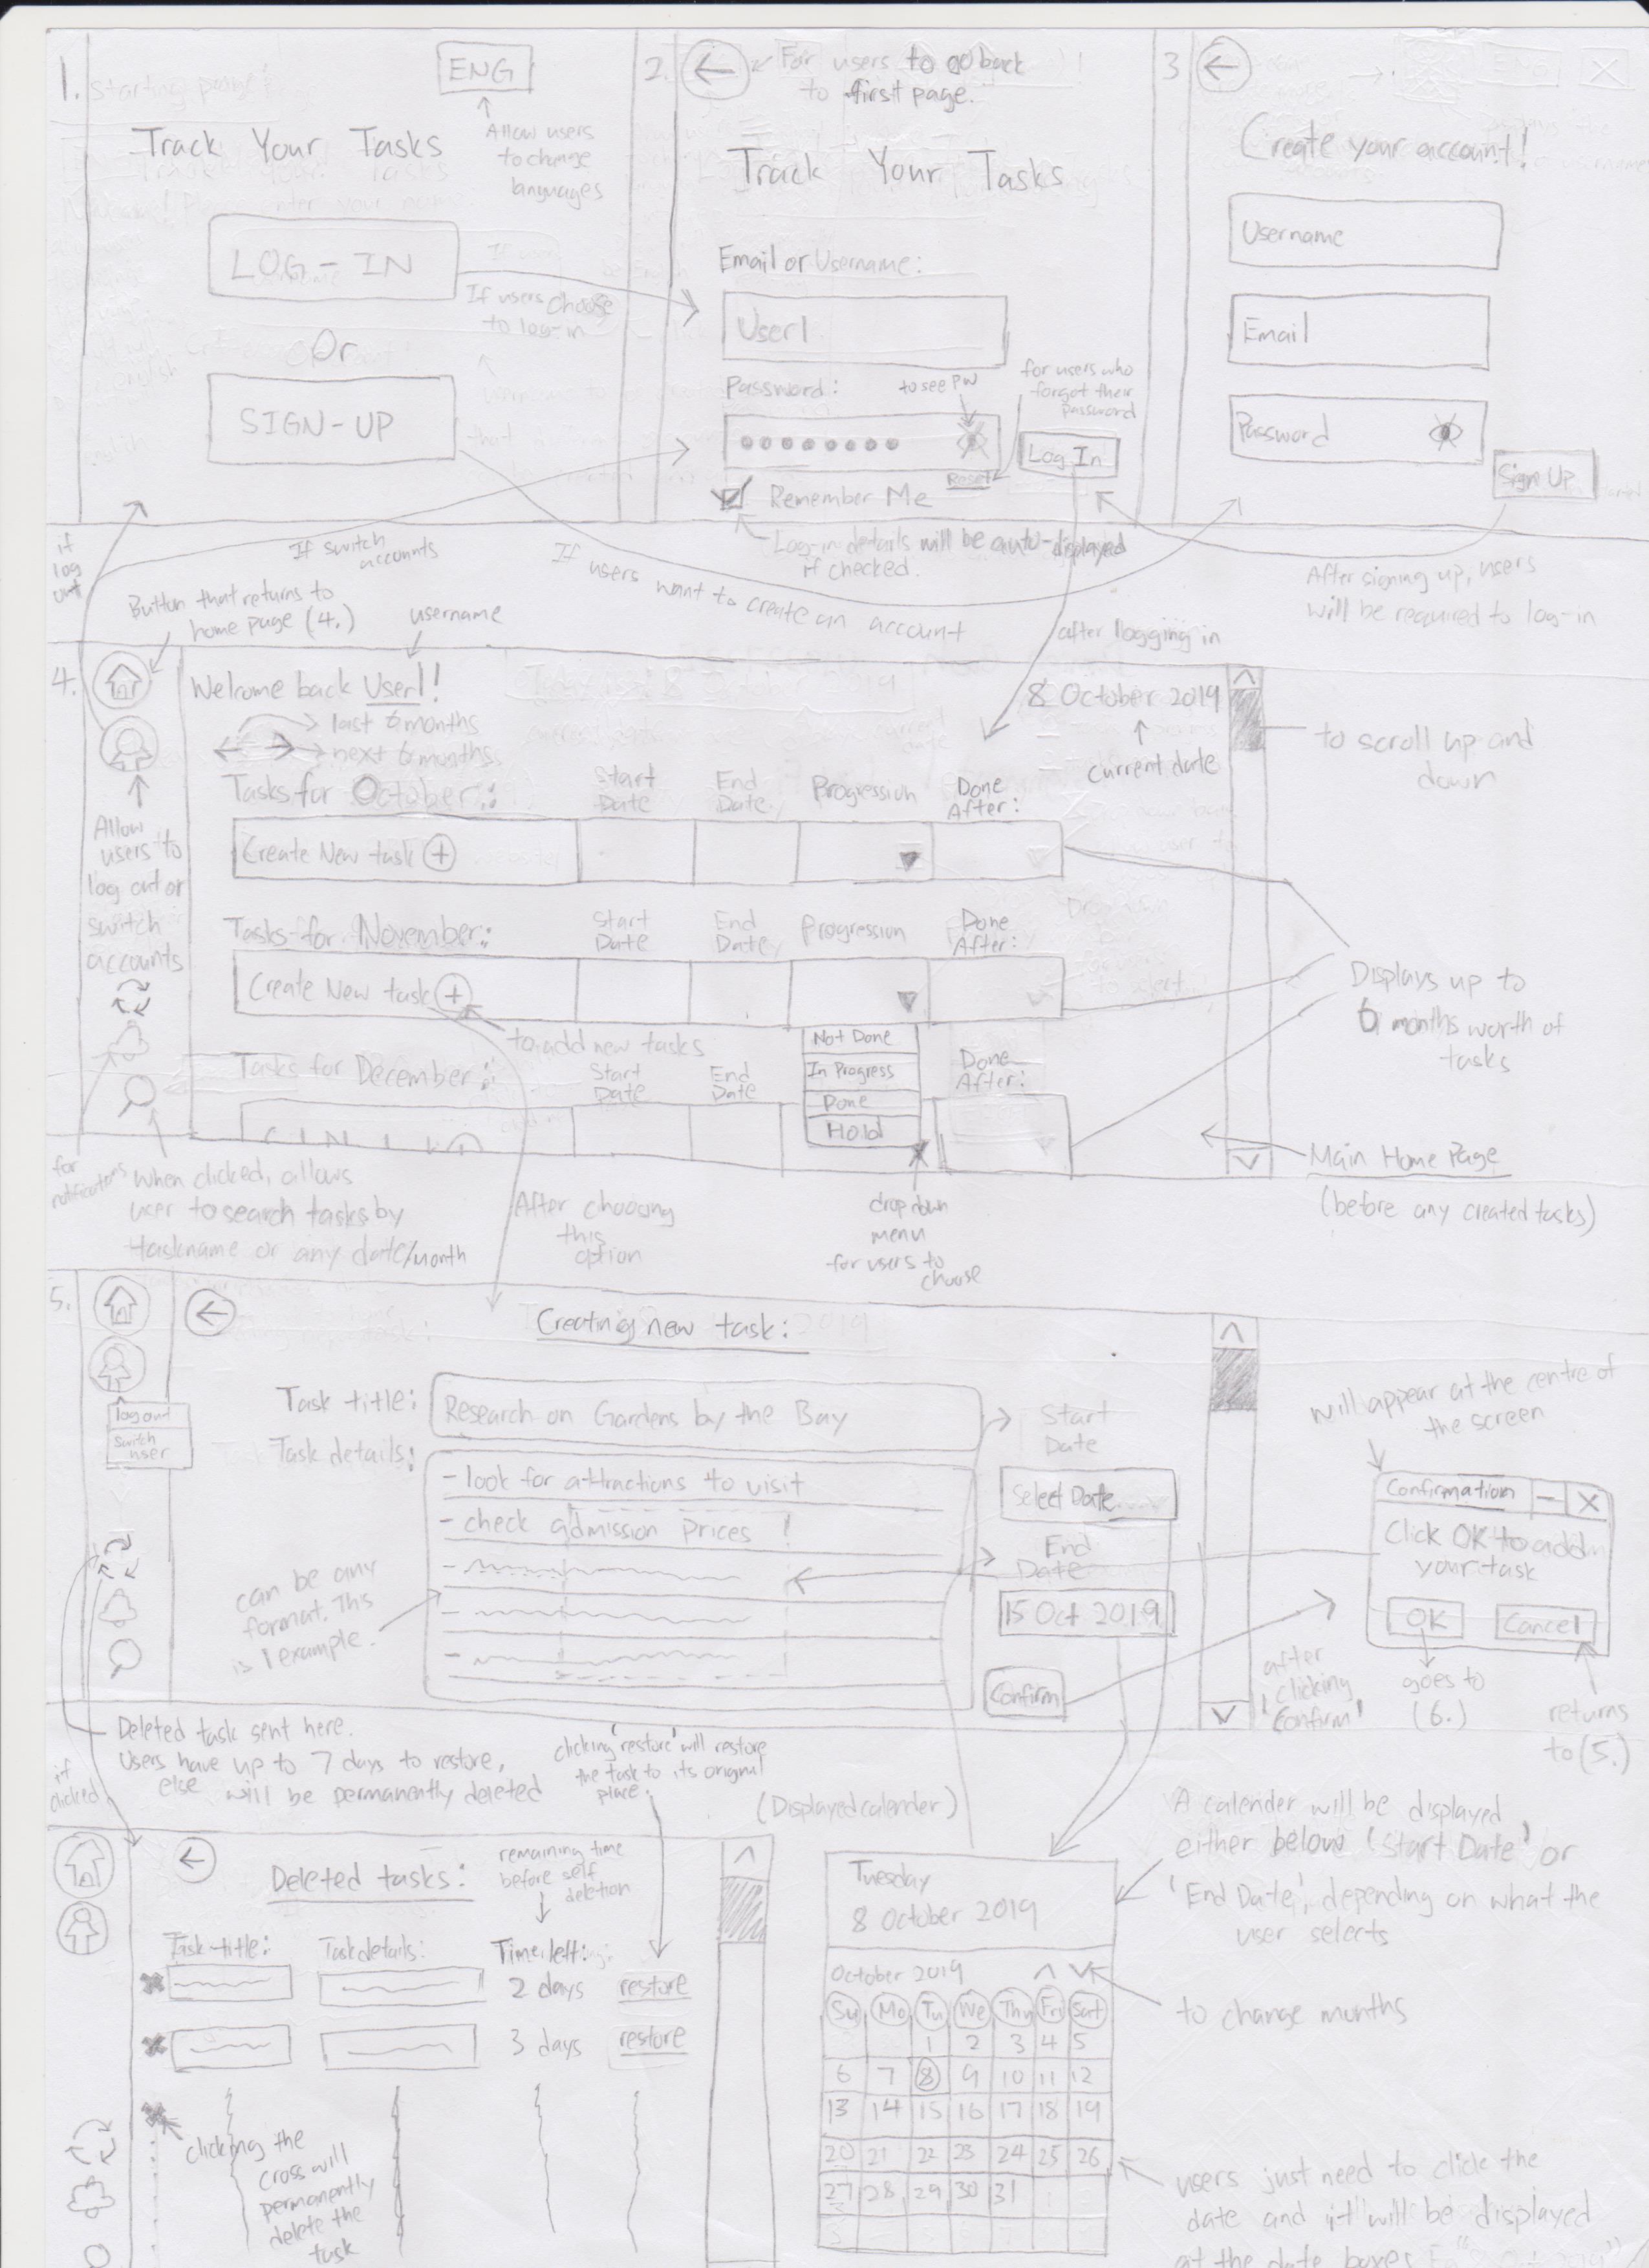 1. Starting page:
ENG
Allow users
to change
languages
Track Your Tasks
LOG-IN
If users choose
to log-in
Or
SIGN-UP
2.
For users to go back
to first page.
Track Your Tasks
Email or Username:
User1
Password:
to see PW
for users who
forgot their
password
Log In
Reset
Remember Me
Log-in details will be auto-displayed
if checked.
3
Create your account!
Username
Email
Password
Sign Up
After signing up, users
will be required to log-in
if
log
out
If switch
accounts
If users want to create an account
after logging in
Button that returns to
home page (4.)
username
4.
Welcome back User1!
last 6 months
next 6 months
8 October 2019
current date
to scroll up and
down
Allow
users to
log out or
switch
accounts
Tasks for October:
Start
Date
End
Date
Progression
Done
After:
Create New task +
Tasks for November:
Start
Date
End
Date
Progression
Done
After:
Create New task +
to add new tasks
Not Done
In Progress
Done
Hold
Tasks for December:
Start
Date
End
Date
Done
After:
Displays up to
6 months worth of
tasks
Main Home Page
(before any created tasks)
for
notifications
When clicked, allows
user to search tasks by
taskname or any date/month
After choosing
this
option
drop down
menu
for users to
choose
5.
Creating new task:
log out
switch
user
Task title:
Research on Gardens by the Bay
Task details:
- look for attractions to visit
- check admission prices
can be any
format. This
is 1 example.
Start
Date
Select Date
End
Date
15 Oct 2019
Confirm
will appear at the centre of
the screen
Confirmation
Click OK to add
your task
OK
Cancel
after
clicking
'Confirm'
goes to
(6.)
returns
to (5.)
Deleted task sent here.
Users have up to 7 days to restore,
else will be permanently deleted
if
clicked
clicking 'restore' will restore
the task to its original
place.
Deleted tasks:
remaining time
before self
deletion
Task title:
Task details:
Time left:
2 days
restore
3 days
restore
clicking the
cross will
permanently
delete the
task
(Displayed calender)
A calender will be displayed
either below 'Start Date' or
'End Date', depending on what the
user selects
Tuesday
8 October 2019
October 2019
to change months
Su Mo Tu We Thu Fri Sat
1 2 3 4 5
6 7 8 9 10 11 12
13 14 15 16 17 18 19
20 21 22 23 24 25 26
27 28 29 30 31
users just need to click the
date and it will be displayed
at the date boxes